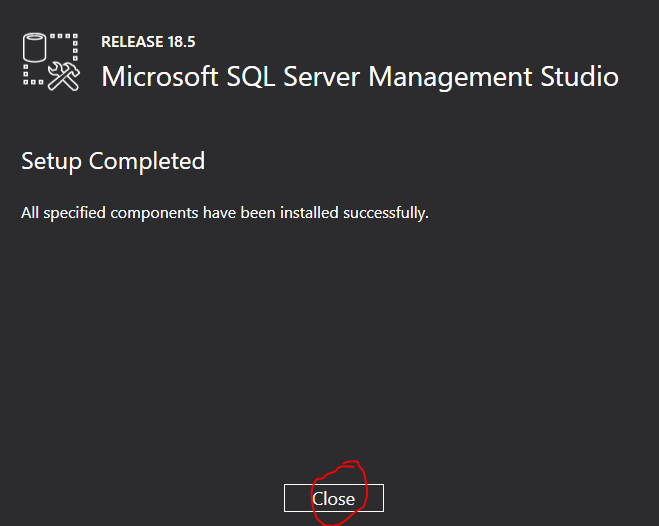 RELEASE 18.5
Microsoft SQL Server Management Studio
Setup Completed
All specified components have been installed successfully.
Close